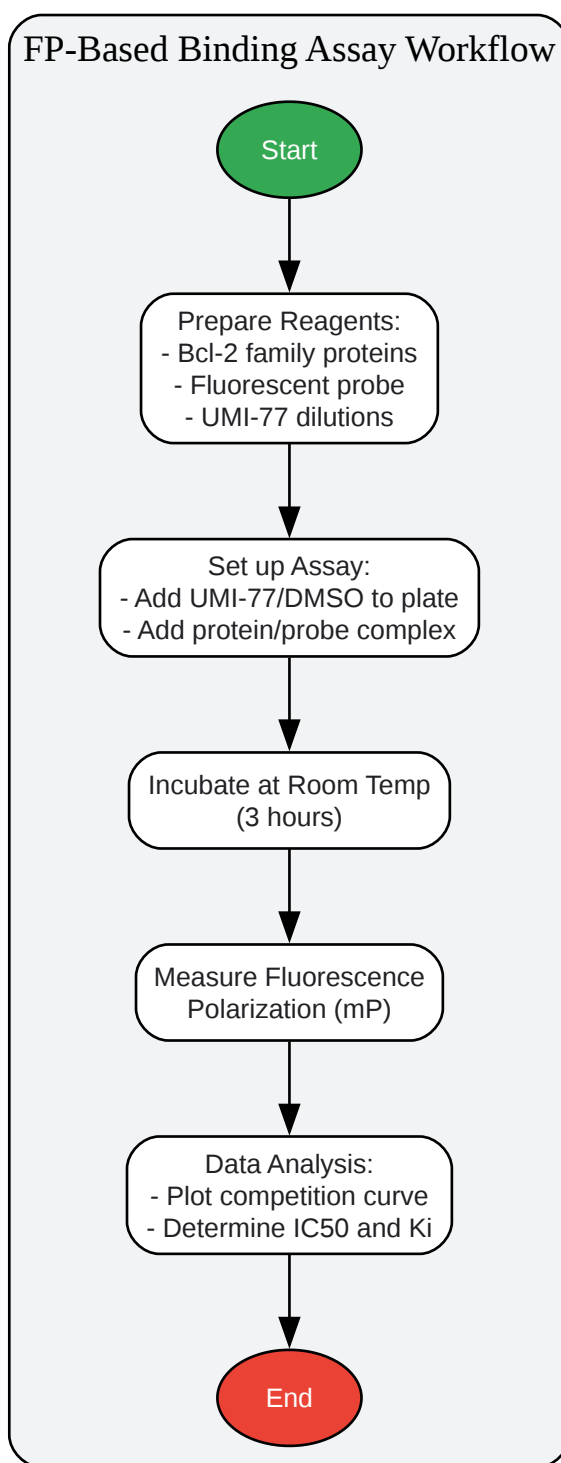 FP-Based Binding Assay Workflow
Start
Prepare Reagents:
- Bcl-2 family proteins
- Fluorescent probe
- UMI-77 dilutions
Set up Assay:
- Add UMI-77/DMSO to plate
- Add protein/probe complex
Incubate at Room Temp
(3 hours)
Measure Fluorescence
Polarization (mP)
Data Analysis:
- Plot competition curve
- Determine IC50 and Ki
End